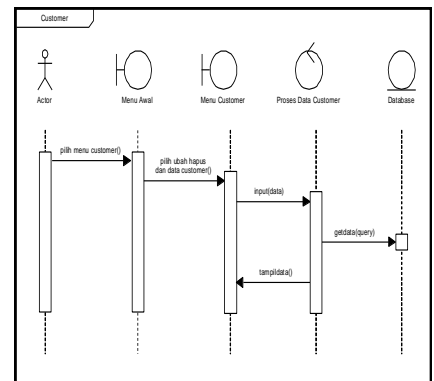 Customer
Actor
Menu Awal
Menu Customer
Proses Data Customer
Database
pilih menu customer()
pilih ubah hapus
dan data customer()
input(data)
getdata(query)
tampildata()